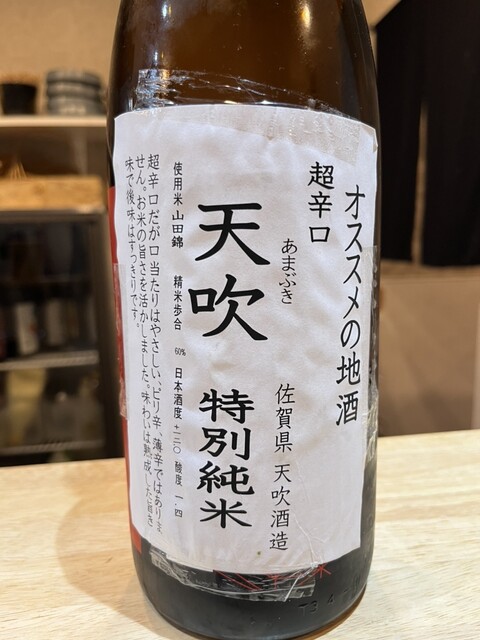 オススメの地酒
超辛口
佐賀県 天吹酒造
あまぶき
天吹 特別純米
使用米 山田錦 精米歩合 60% 日本酒度 +一二〇 酸度 一.四
超辛口だが口当たりはやさしい、ピリ辛、薄辛ではありま
せん。お米の旨さを活かしました。味わいは熟成した旨き
味で後味はすっきりです。